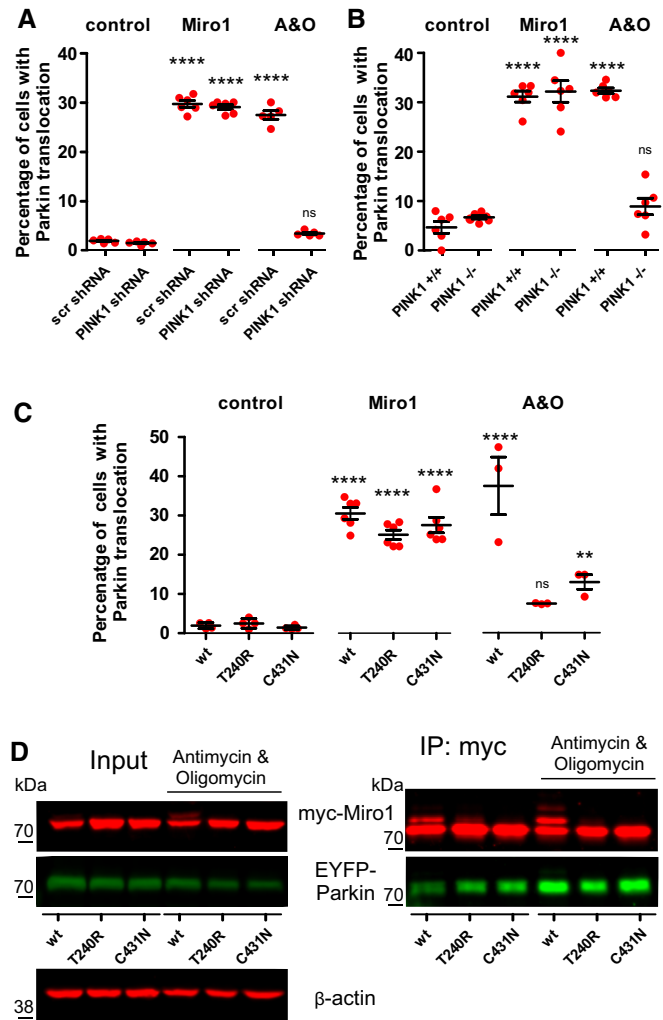 A
control Miro1 A&O
Percentage of cells with
Parkin translocation
40
30
20
10
0
**** **** **** ns
scr shRNA
PINK1 shRNA
scr shRNA
PINK1 shRNA
scr shRNA
PINK1 shRNA
B
control Miro1 A&O
Percentage of cells with
Parkin translocation
40
30
20
10
0
**** **** **** ns
PINK1 +/+
PINK1 -/-
PINK1 +/+
PINK1 -/-
PINK1 +/+
PINK1 -/-
C
control Miro1 A&O
Percenatge of cells with
Parkin translocation
50
40
30
20
10
0
**** **** **** **** ns **
wt
T240R
C431N
wt
T240R
C431N
wt
T240R
C431N
D
Input
Antimycin &
Oligomycin
kDa
70
70
wt
T240R
C431N
wt
T240R
C431N
38
myc-Miro1
EYFP-
Parkin
β-actin
IP: myc
Antimycin &
Oligomycin
kDa
70
70
wt
T240R
C431N
wt
T240R
C431N